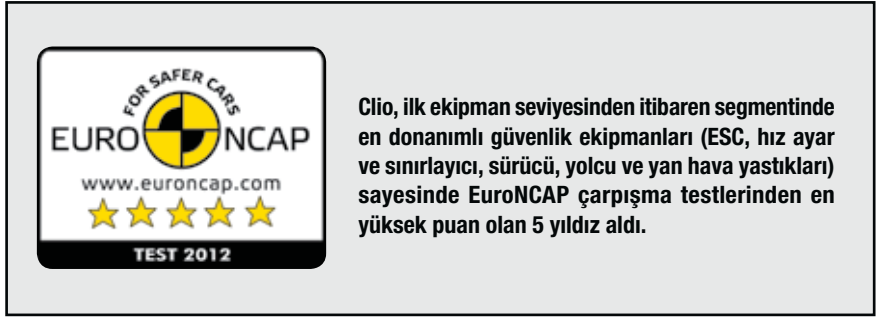 FOR SAFER CARS
EURO NCAP
www.euroncap.com
TEST 2012
Clio, ilk ekipman seviyesinden itibaren segmentinde
en donanımlı güvenlik ekipmanları (ESC, hız ayar
ve sınırlayıcı, sürücü, yolcu ve yan hava yastıkları)
sayesinde EuroNCAP çarpışma testlerinden en
yüksek puan olan 5 yıldız aldı.